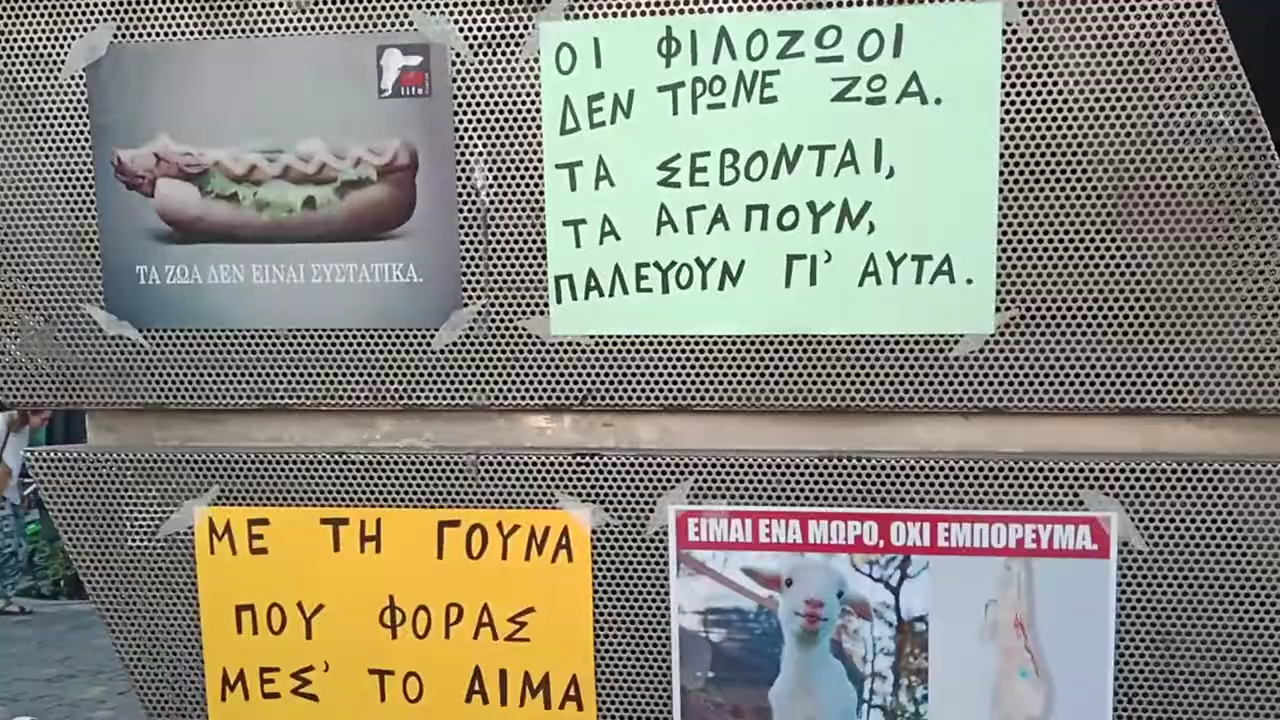 life
ΤΑ ΖΩΑ ΔΕΝ ΕΙΝΑΙ ΣΥΣΤΑΤΙΚΑ.
ΟΙ ΦΙΛΟΖΩΟΙ
ΔΕΝ ΤΡΩΝΕ ΖΩΑ.
ΤΑ ΣΕΒΟΝΤΑΙ,
ΤΑ ΑΓΑΠΟΥΝ,
ΠΑΛΕΥΟΥΝ ΓΙ' ΑΥΤΑ.
ΜΕ ΤΗ ΓΟΥΝΑ
ΠΟΥ ΦΟΡΑΣ
ΜΕΣ' ΤΟ ΑΙΜΑ
ΕΙΜΑΙ ΕΝΑ ΜΩΡΟ, ΟΧΙ ΕΜΠΟΡΕΥΜΑ.